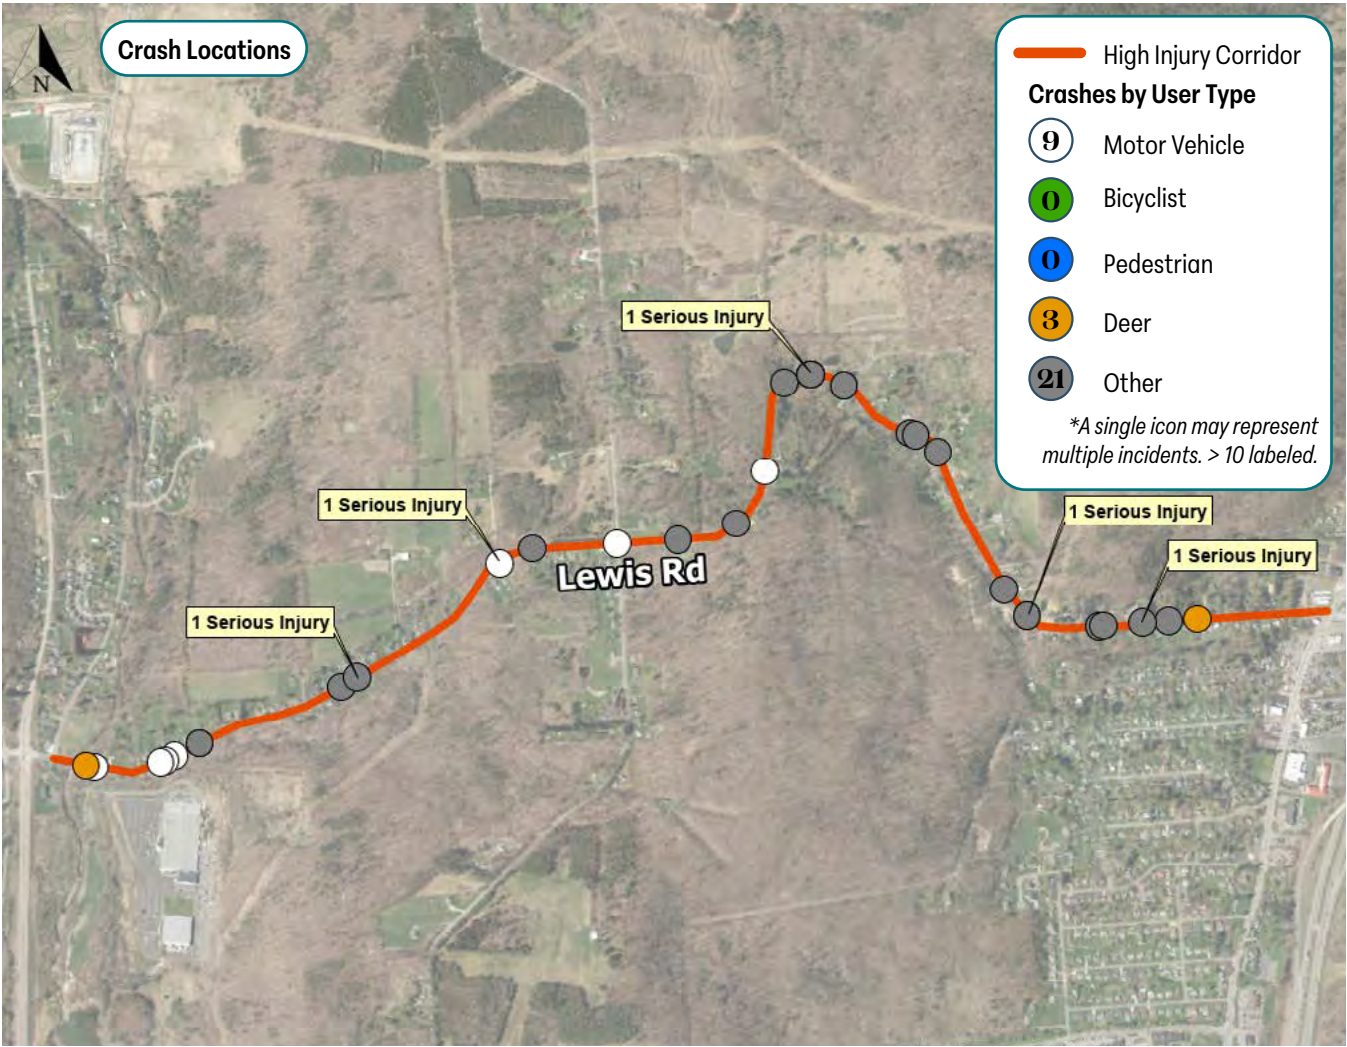 Crash Locations
N
High Injury Corridor
Crashes by User Type
9 Motor Vehicle
0 Bicyclist
0 Pedestrian
3 Deer
21 Other
*A single icon may represent
multiple incidents. > 10 labeled.
1 Serious Injury
1 Serious Injury
1 Serious Injury
1 Serious Injury
Lewis Rd
1 Serious Injury